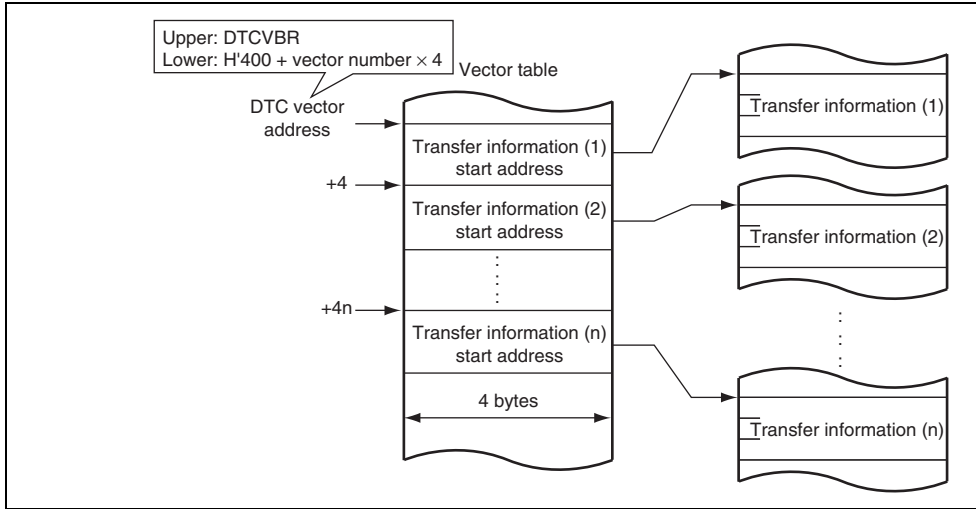 Upper: DTCVBR
Lower: H'400 + vector number × 4
Vector table
DTC vector
address
Transfer information (1)
start address
+4
Transfer information (2)
start address
+4n
Transfer information (n)
start address
4 bytes
Transfer information (1)
Transfer information (2)
Transfer information (n)